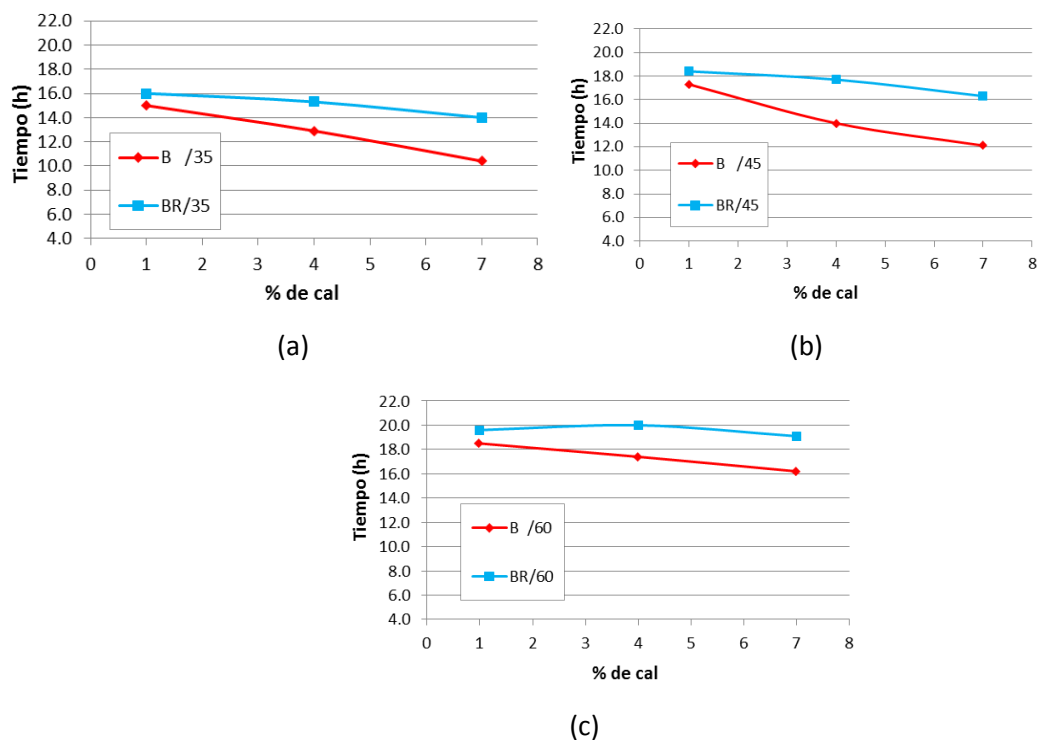 22.0
20.0
18.0
16.0
14.0
12.0
10.0
8.0
6.0
4.0
Tiempo (h)
B /35
BR/35
0 1 2 3 4 5 6 7 8
% de cal
(a)
22.0
20.0
18.0
16.0
14.0
12.0
10.0
8.0
6.0
4.0
Tiempo (h)
B /45
BR/45
0 1 2 3 4 5 6 7 8
% de cal
(b)
22.0
20.0
18.0
16.0
14.0
12.0
10.0
8.0
6.0
4.0
Tiempo (h)
B /60
BR/60
0 1 2 3 4 5 6 7 8
% de cal
(c)